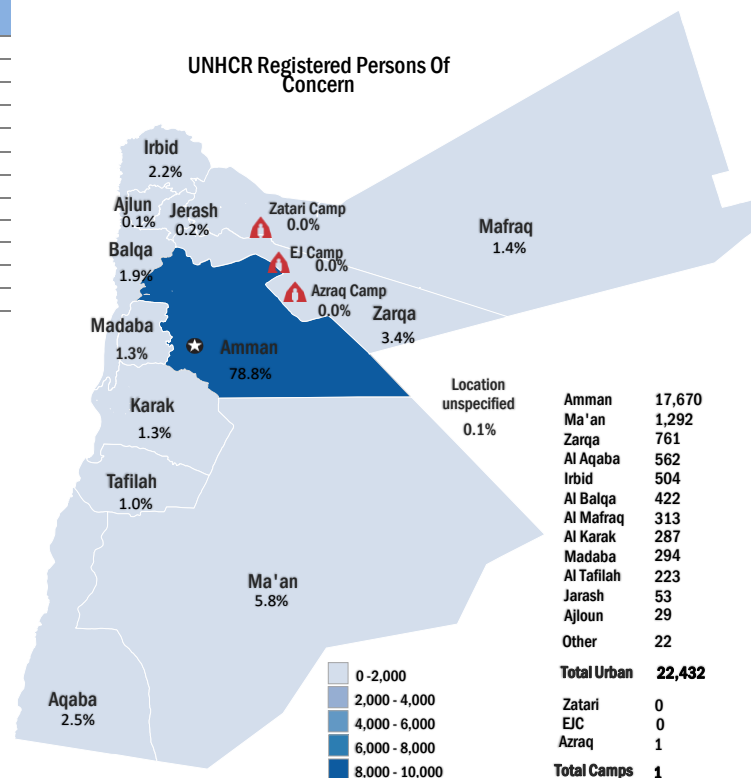 UNHCR Registered Persons Of
Concern
Irbid
2.2%
Ajlun
0.1%
Jerash
0.2%
Zatari Camp
0.0%
Mafraq
1.4%
Balqa
1.9%
EJ Camp
0.0%
Azraq Camp
0.0%
Zarqa
3.4%
Madaba
1.3%
Amman
78.8%
Karak
1.3%
Location
unspecified
0.1%
Tafilah
1.0%
Ma'an
5.8%
Aqaba
2.5%
0 -2,000
2,000 - 4,000
4,000 - 6,000
6,000 - 8,000
8,000 - 10,000
Amman 17,670
Ma'an 1,292
Zarqa 761
Al Aqaba 562
Irbid 504
Al Balqa 422
Al Mafraq 313
Al Karak 287
Madaba 294
Al Tafilah 223
Jarash 53
Ajloun 29
Other 22
Total Urban 22,432
Zatari 0
EJC 0
Azraq 1
Total Camps 1